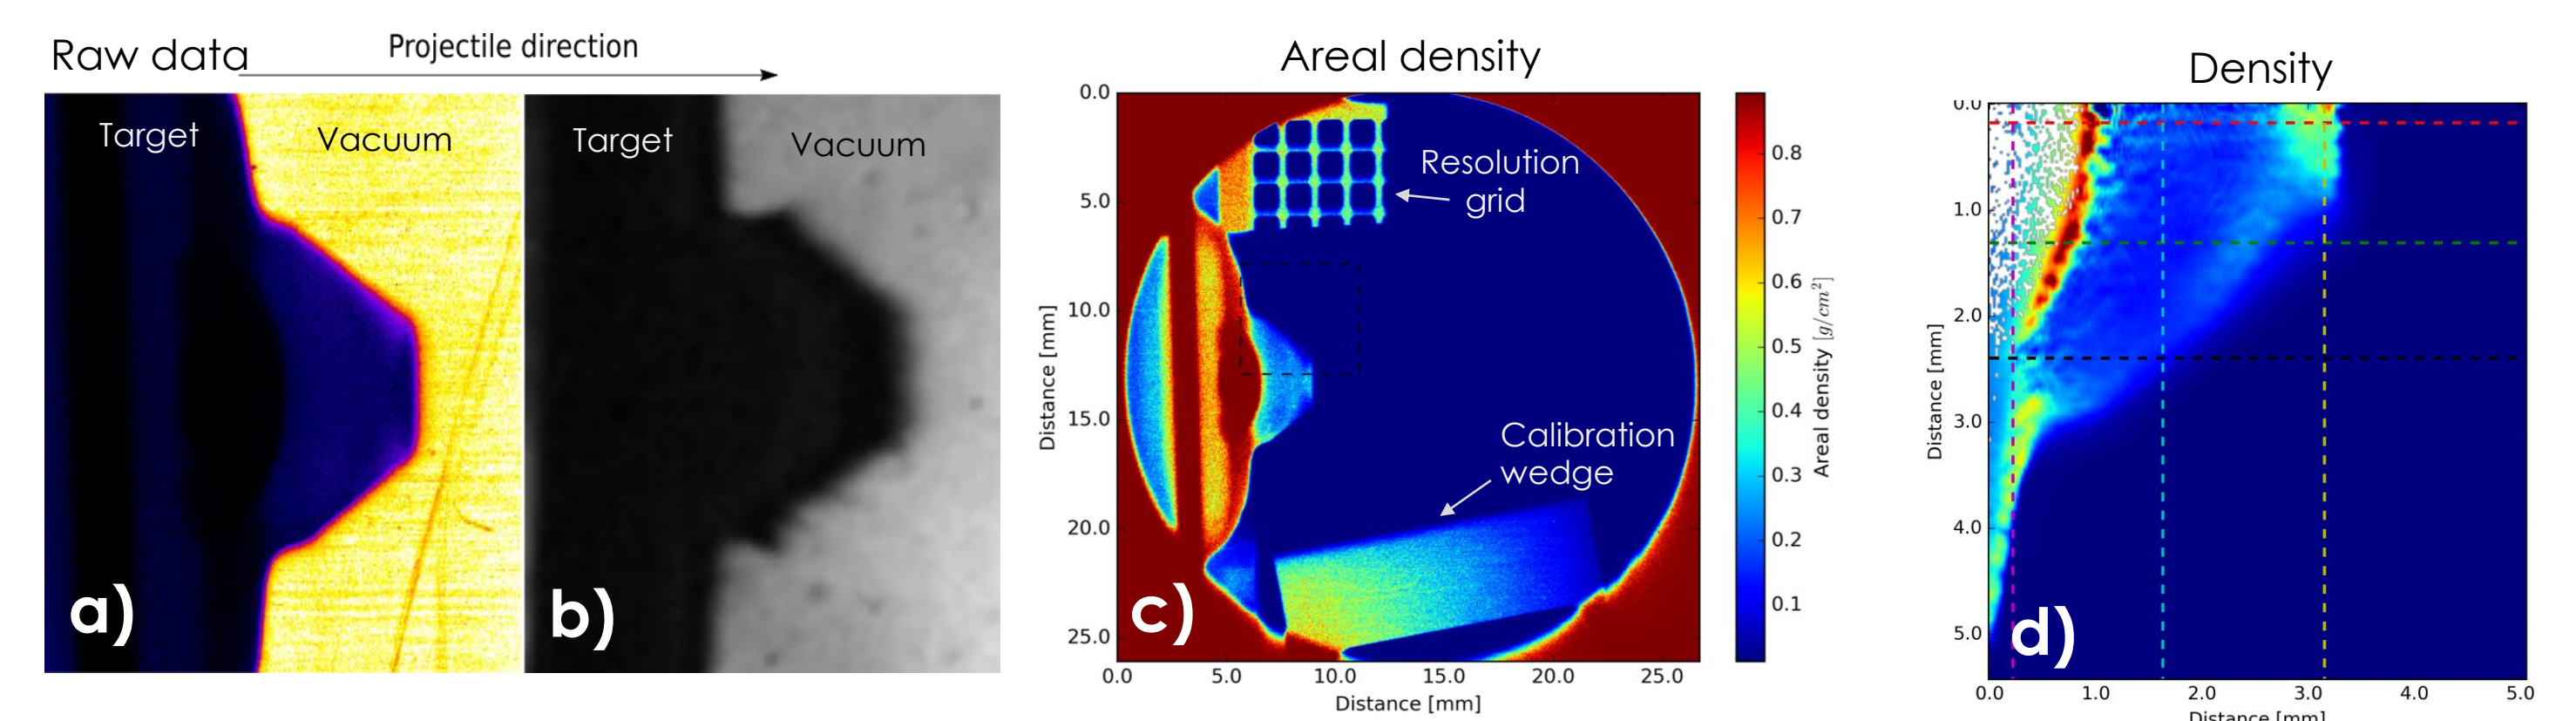 Raw data
Projectile direction
Target
Vacuum
a)
Target
Vacuum
b)
Areal density
0.0
5.0
10.0
15.0
20.0
25.0
Distance [mm]
Resolution
grid
Calibration
wedge
c)
0.0 5.0 10.0 15.0 20.0 25.0
Distance [mm]
0.8
0.7
0.6
0.5
0.4
0.3
0.2
0.1
Areal density [g/cm²]
Density
0.0
1.0
2.0
3.0
4.0
5.0
Distance [mm]
d)
0.0 1.0 2.0 3.0 4.0 5.0
Distance [mm]